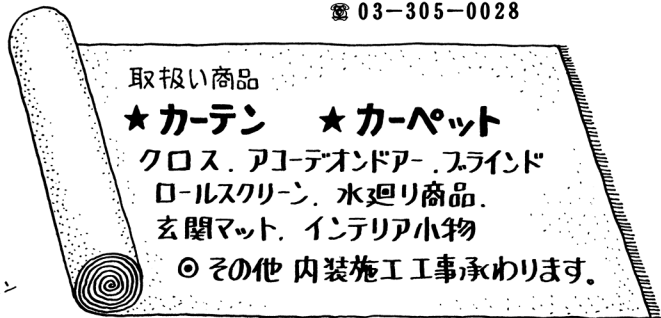 ☎ 03－305－0028
取扱い商品
★カーテン ★カーペット
クロス．アコーデオンドアー．ブラインド
ロールスクリーン．水廻り商品．
玄関マット．インテリア小物
◎その他 内装施工工事承わります。
ン